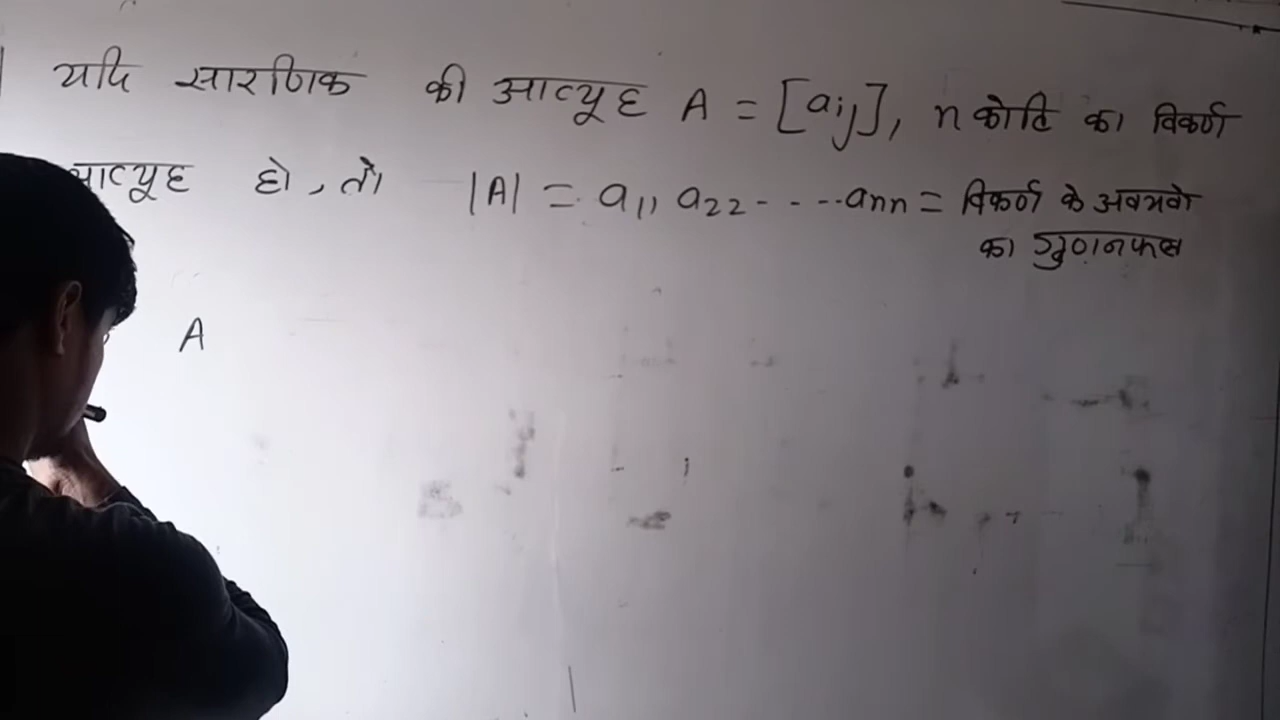 यदि सारणिक की आव्यूह A = [aij], n कोटि का विकर्ण
आव्यूह हो, तो |A| = a11 a22 - - - -ann = विकर्ण के अवयवो
का गुणनफल
A